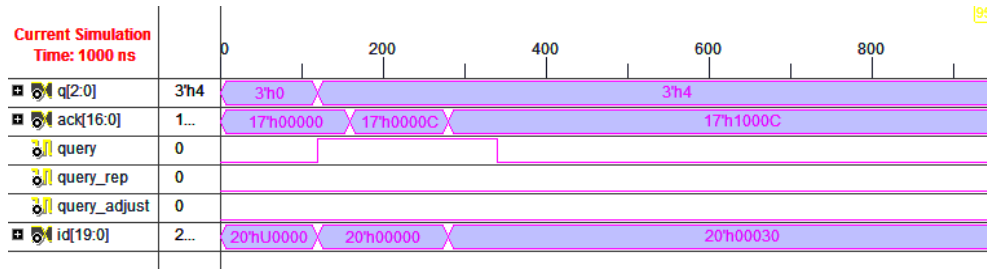 Current Simulation
Time: 1000 ns
0 200 400 600 800
q[2:0] 3'h4 3'h0 3'h4
ack[16:0] 1... 17'h00000 17'h0000C 17'h1000C
query 0
query_rep 0
query_adjust 0
id[19:0] 2... 20'hU0000 20'h00000 20'h00030